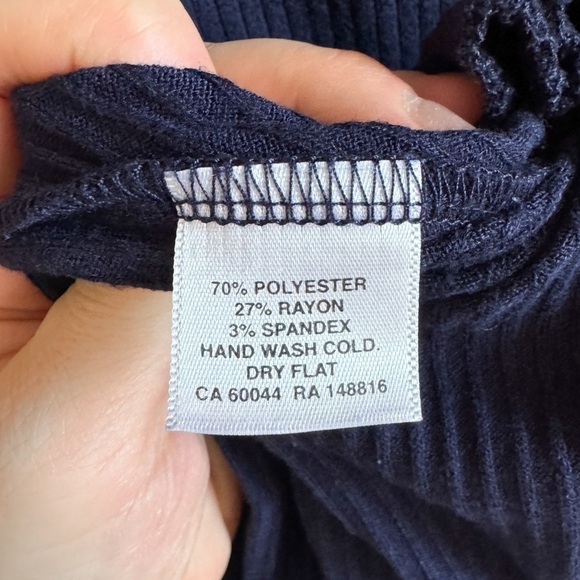 70% POLYESTER
27% RAYON
3% SPANDEX
HAND WASH COLD.
DRY FLAT
CA 60044 RA 148816